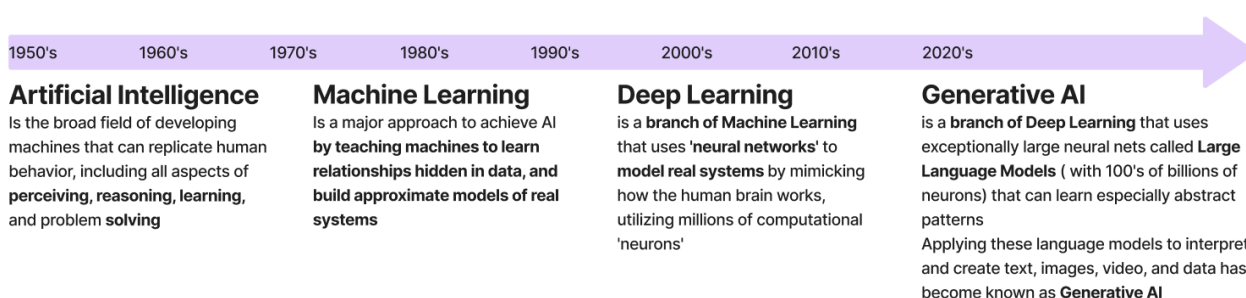 1950's 1960's 1970's 1980's 1990's 2000's 2010's 2020's
Artificial Intelligence
Is the broad field of developing
machines that can replicate human
behavior, including all aspects of
perceiving, reasoning, learning,
and problem solving
Machine Learning
Is a major approach to achieve AI
by teaching machines to learn
relationships hidden in data, and
build approximate models of real
systems
Deep Learning
is a branch of Machine Learning
that uses 'neural networks' to
model real systems by mimicking
how the human brain works,
utilizing millions of computational
'neurons'
Generative AI
is a branch of Deep Learning that uses
exceptionally large neural nets called Large
Language Models ( with 100's of billions of
neurons) that can learn especially abstract
patterns
Applying these language models to interpret
and create text, images, video, and data has
become known as Generative AI